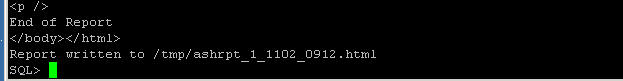 <p />
End of Report
</body></html>
Report written to /tmp/ashrpt_1_1102_0912.html
SQL>